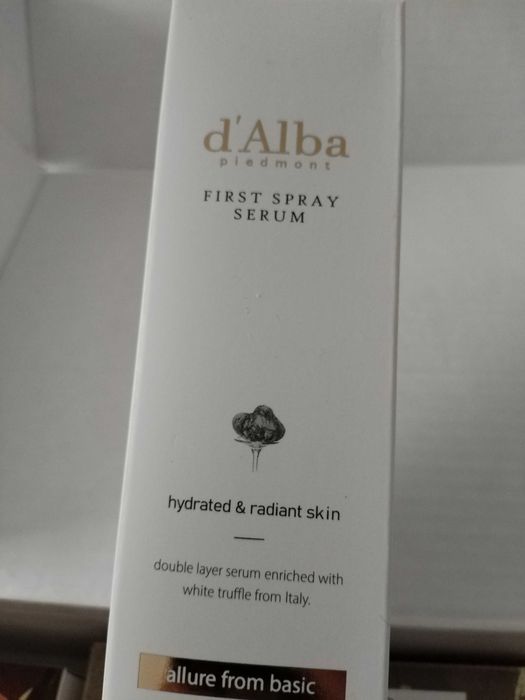 d'Alba
piedmont
FIRST SPRAY
SERUM
hydrated & radiant skin
double layer serum enriched with
white truffle from Italy.
allure from basic